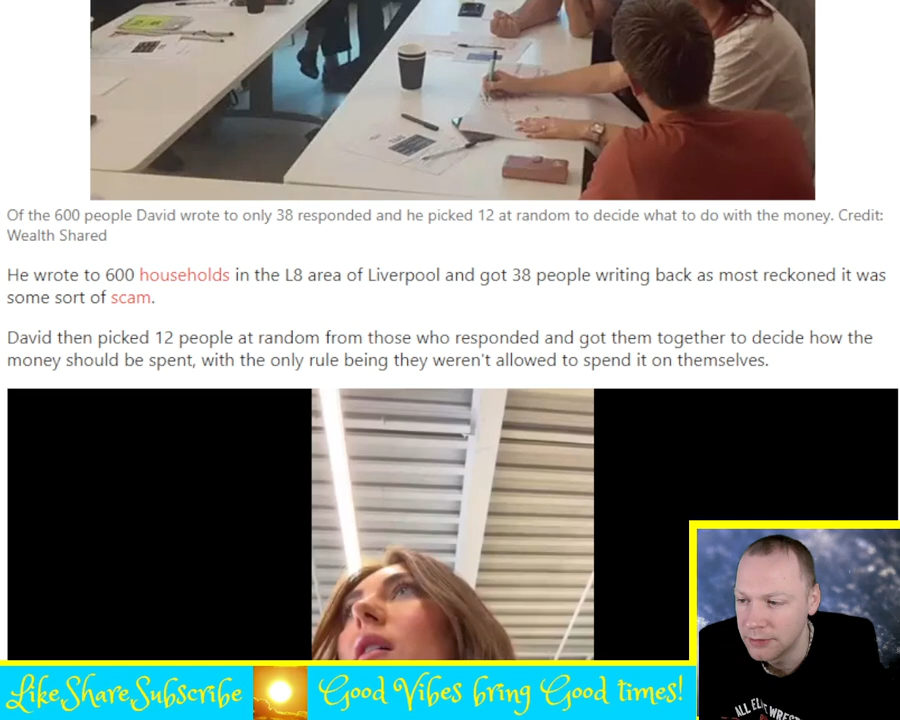 Of the 600 people David wrote to only 38 responded and he picked 12 at random to decide what to do with the money. Credit:
Wealth Shared
He wrote to 600 households in the L8 area of Liverpool and got 38 people writing back as most reckoned it was
some sort of scam.
David then picked 12 people at random from those who responded and got them together to decide how the
money should be spent, with the only rule being they weren't allowed to spend it on themselves.
Like Share Subscribe
Good Vibes bring Good times!
ALL ELITE WREST